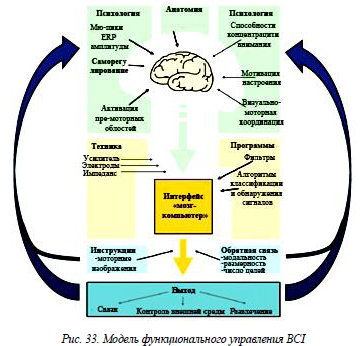 Психология
Анатомия
Психология
Мю-пики
ERP
амплитуды
Саморегу
лирование
Активация
пре-моторных
областей
Способности
концентрации
внимания
Мотивация
настроения
Визуально-
моторная
координация
Техника
Усилитель
Электроды
Импеданс
Программы
Фильтры
Алгоритмы
классификации
и обнаружения
сигналов
Интерфейс
«мозг-
компьютер»
Инструкции
-моторные
изображения
Обратная связь
-модальность
-размерность
-число целей
Выход
Связь
Контроль внешней среды
Развлечение
Рис. 33. Модель функционального управления BCI